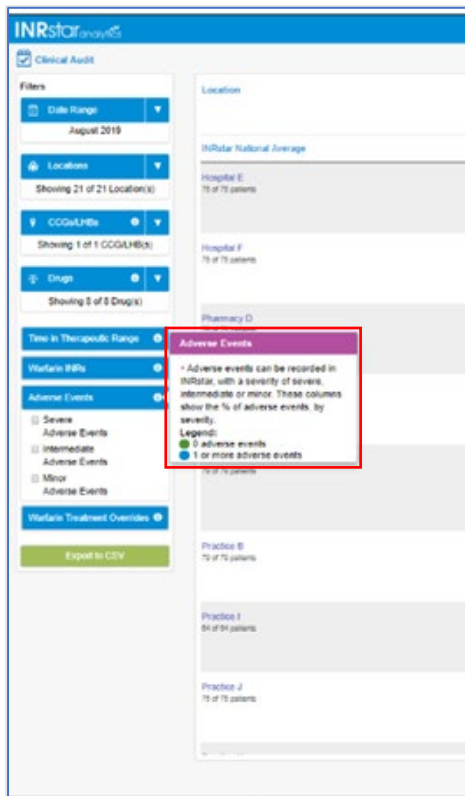 INRstar analytics
Clinical Audit
Filters
Date Range
August 2019
Locations
Showing 21 of 21 Location(s)
CCGs/LHBs
Showing 1 of 1 CCG/LHB(s)
Drugs
Showing 8 of 8 Drug(s)
Time in Therapeutic Range
Warfarin INRs
Adverse Events
Severe
Adverse Events
Intermediate
Adverse Events
Minor
Adverse Events
Warfarin Treatment Overrides
Export to CSV
Location
INRstar National Average
Hospital E
75 of 75 patients
Hospital F
75 of 75 patients
Pharmacy D
Adverse Events
• Adverse events can be recorded in
INRstar, with a severity of severe,
intermediate or minor. These columns
show the % of adverse events, by
severity.
Legend:
0 adverse events
1 or more adverse events
75 of 75 patients
Practice B
70 of 70 patients
Practice I
84 of 84 patients
Practice J
75 of 75 patients